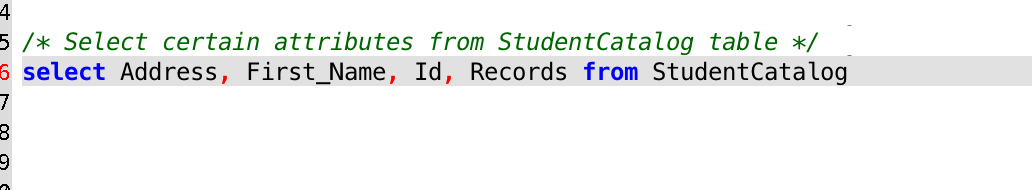 4
5 /* Select certain attributes from StudentCatalog table */
6 select Address, First_Name, Id, Records from StudentCatalog
7
8
9